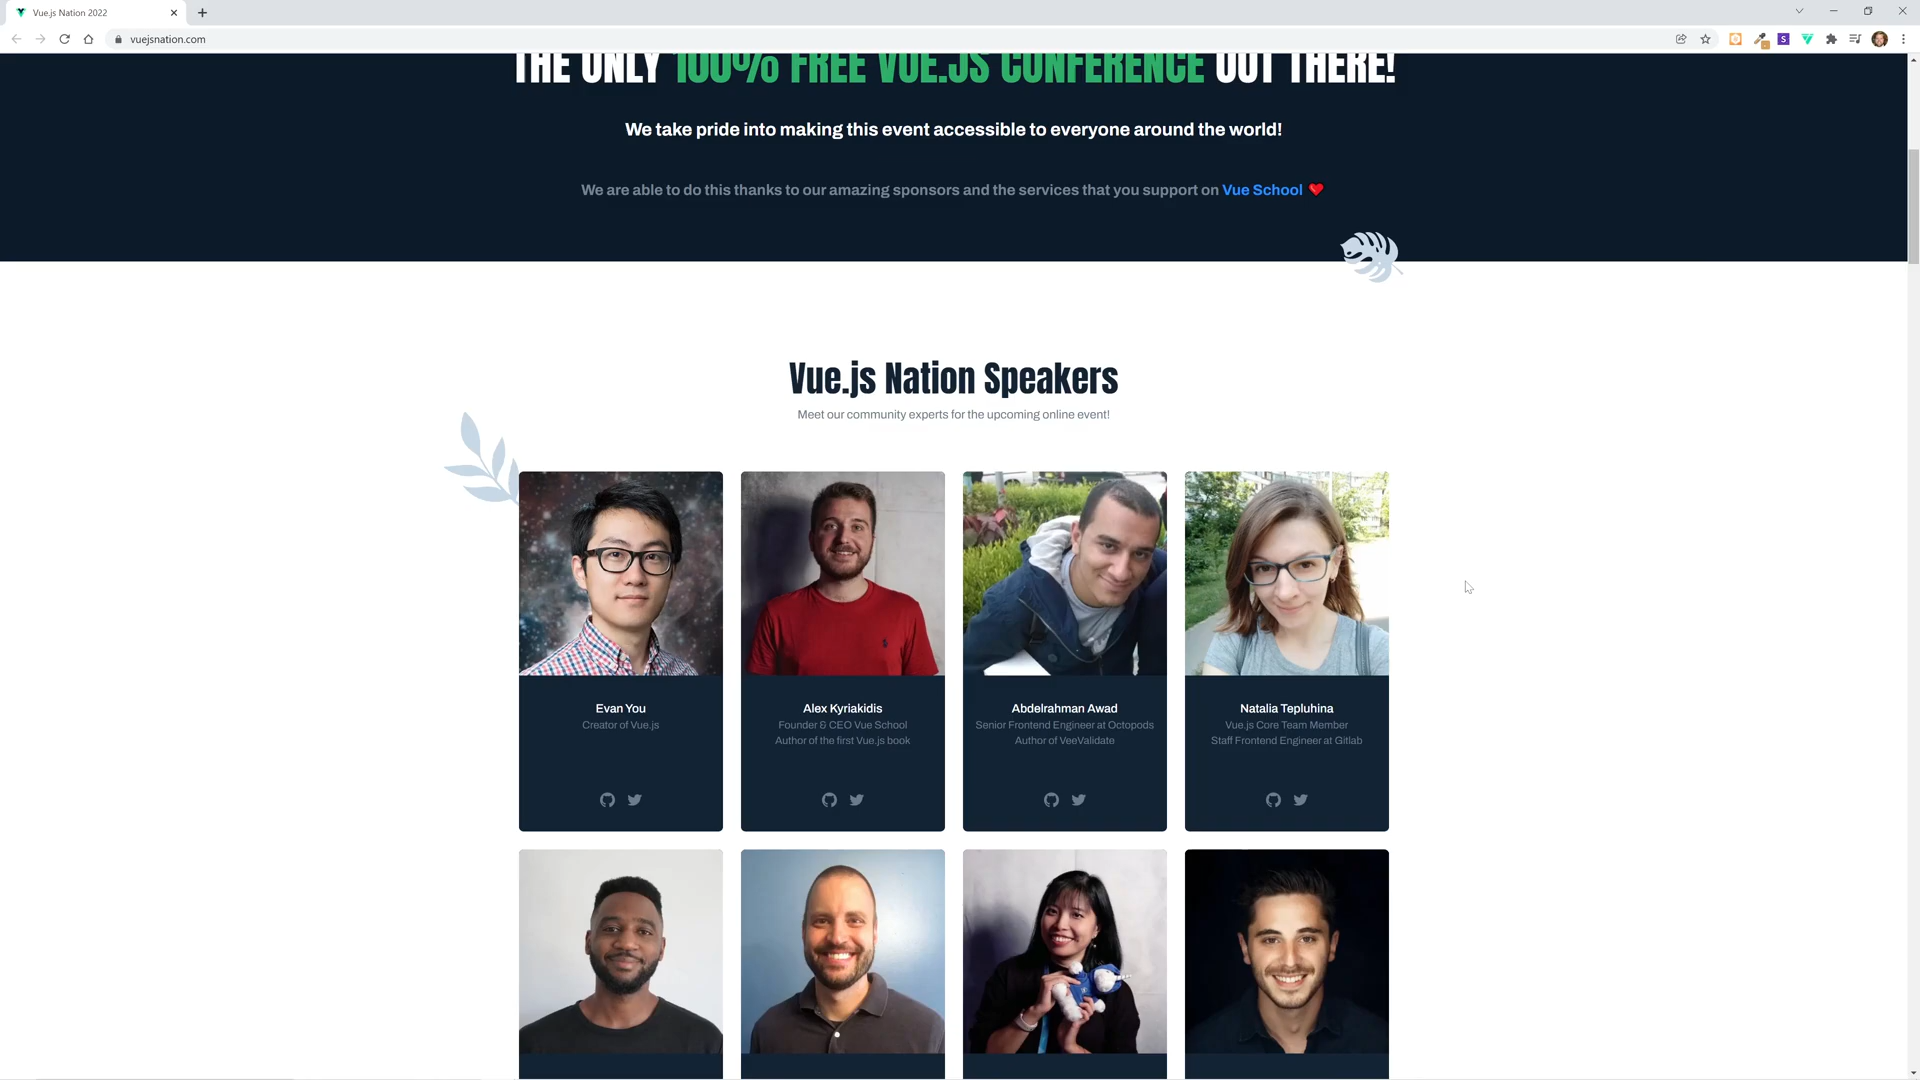 Vue.js Nation 2022
vuejsnation.com
THE ONLY 100% FREE VUE.JS CONFERENCE OUT THERE!
We take pride into making this event accessible to everyone around the world!
We are able to do this thanks to our amazing sponsors and the services that you support on Vue School
Vue.js Nation Speakers
Meet our community experts for the upcoming online event!
Evan You
Creator of Vue.js
Alex Kyriakidis
Founder & CEO Vue School
Author of the first Vue.js book
Abdelrahman Awad
Senior Frontend Engineer at Octopods
Author of VeeValidate
Natalia Tepluhina
Vue.js Core Team Member
Staff Frontend Engineer at Gitlab